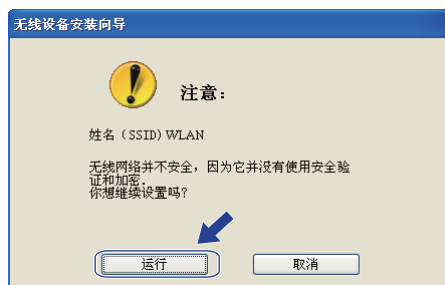 无线设备安装向导
注意：
姓名（SSID) WLAN
无线网络并不安全，因为它并没有使用安全验
证和加密.
你想继续设置吗?
运行
取消